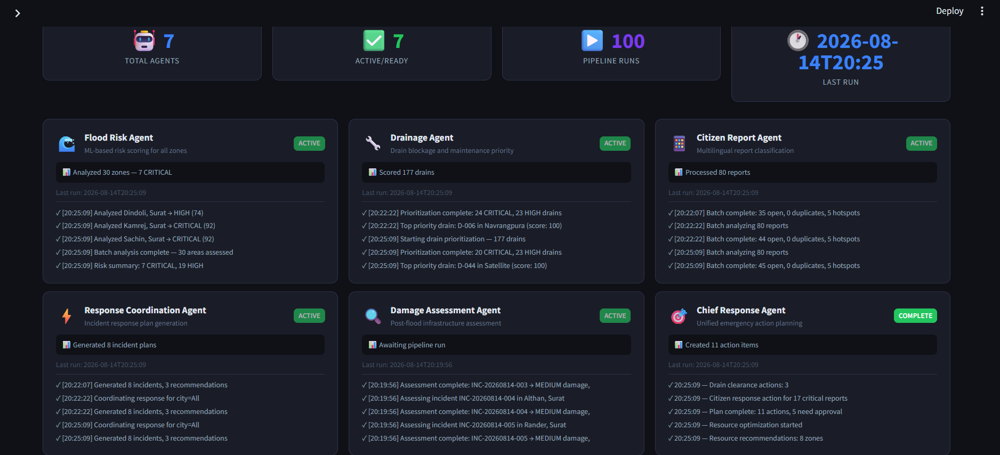 Deploy
7
TOTAL AGENTS
7
ACTIVE/READY
100
PIPELINE RUNS
2026-08-
14T20:25
LAST RUN
Flood Risk Agent
ML-based risk scoring for all zones
ACTIVE
Analyzed 30 zones — 7 CRITICAL
Last run: 2026-08-14T20:25:09
✓ [20:25:09] Analyzed Dindoli, Surat → HIGH (74)
✓ [20:25:09] Analyzed Kamrej, Surat → CRITICAL (92)
✓ [20:25:09] Analyzed Sachin, Surat → CRITICAL (92)
✓ [20:25:09] Batch analysis complete — 30 areas assessed
✓ [20:25:09] Risk summary: 7 CRITICAL, 19 HIGH
Drainage Agent
Drain blockage and maintenance priority
ACTIVE
Scored 177 drains
Last run: 2026-08-14T20:25:09
✓ [20:22:22] Prioritization complete: 24 CRITICAL, 23 HIGH drains
✓ [20:22:22] Top priority drain: D-006 in Navrangpura (score: 100)
✓ [20:25:09] Starting drain prioritization — 177 drains
✓ [20:25:09] Prioritization complete: 20 CRITICAL, 23 HIGH drains
✓ [20:25:09] Top priority drain: D-044 in Satellite (score: 100)
Citizen Report Agent
Multilingual report classification
ACTIVE
Processed 80 reports
Last run: 2026-08-14T20:25:09
✓ [20:22:07] Batch complete: 35 open, 0 duplicates, 5 hotspots
✓ [20:22:22] Batch analyzing 80 reports
✓ [20:22:22] Batch complete: 44 open, 0 duplicates, 5 hotspots
✓ [20:25:09] Batch analyzing 80 reports
✓ [20:25:09] Batch complete: 45 open, 0 duplicates, 5 hotspots
Response Coordination Agent
Incident response plan generation
ACTIVE
Generated 8 incident plans
Last run: 2026-08-14T20:25:09
✓ [20:22:07] Generated 8 incidents, 3 recommendations
✓ [20:22:22] Coordinating response for city=All
✓ [20:22:22] Generated 8 incidents, 3 recommendations
✓ [20:25:09] Coordinating response for city=All
✓ [20:25:09] Generated 8 incidents, 3 recommendations
Damage Assessment Agent
Post-flood infrastructure assessment
ACTIVE
Awaiting pipeline run
Last run: 2026-08-14T20:19:56
✓ [20:19:56] Assessment complete: INC-20260814-003 → MEDIUM damage,
✓ [20:19:56] Assessing incident INC-20260814-004 in Althan, Surat
✓ [20:19:56] Assessment complete: INC-20260814-004 → MEDIUM damage,
✓ [20:19:56] Assessing incident INC-20260814-005 in Rander, Surat
✓ [20:19:56] Assessment complete: INC-20260814-005 → MEDIUM damage,
Chief Response Agent
Unified emergency action planning
COMPLETE
Created 11 action items
Last run: 2026-08-14T20:25:09
✓ 20:25:09 — Drain clearance actions: 3
✓ 20:25:09 — Citizen response action for 17 critical reports
✓ 20:25:09 — Plan complete: 11 actions, 5 need approval
✓ 20:25:09 — Resource optimization started
✓ 20:25:09 — Resource recommendations: 8 zones